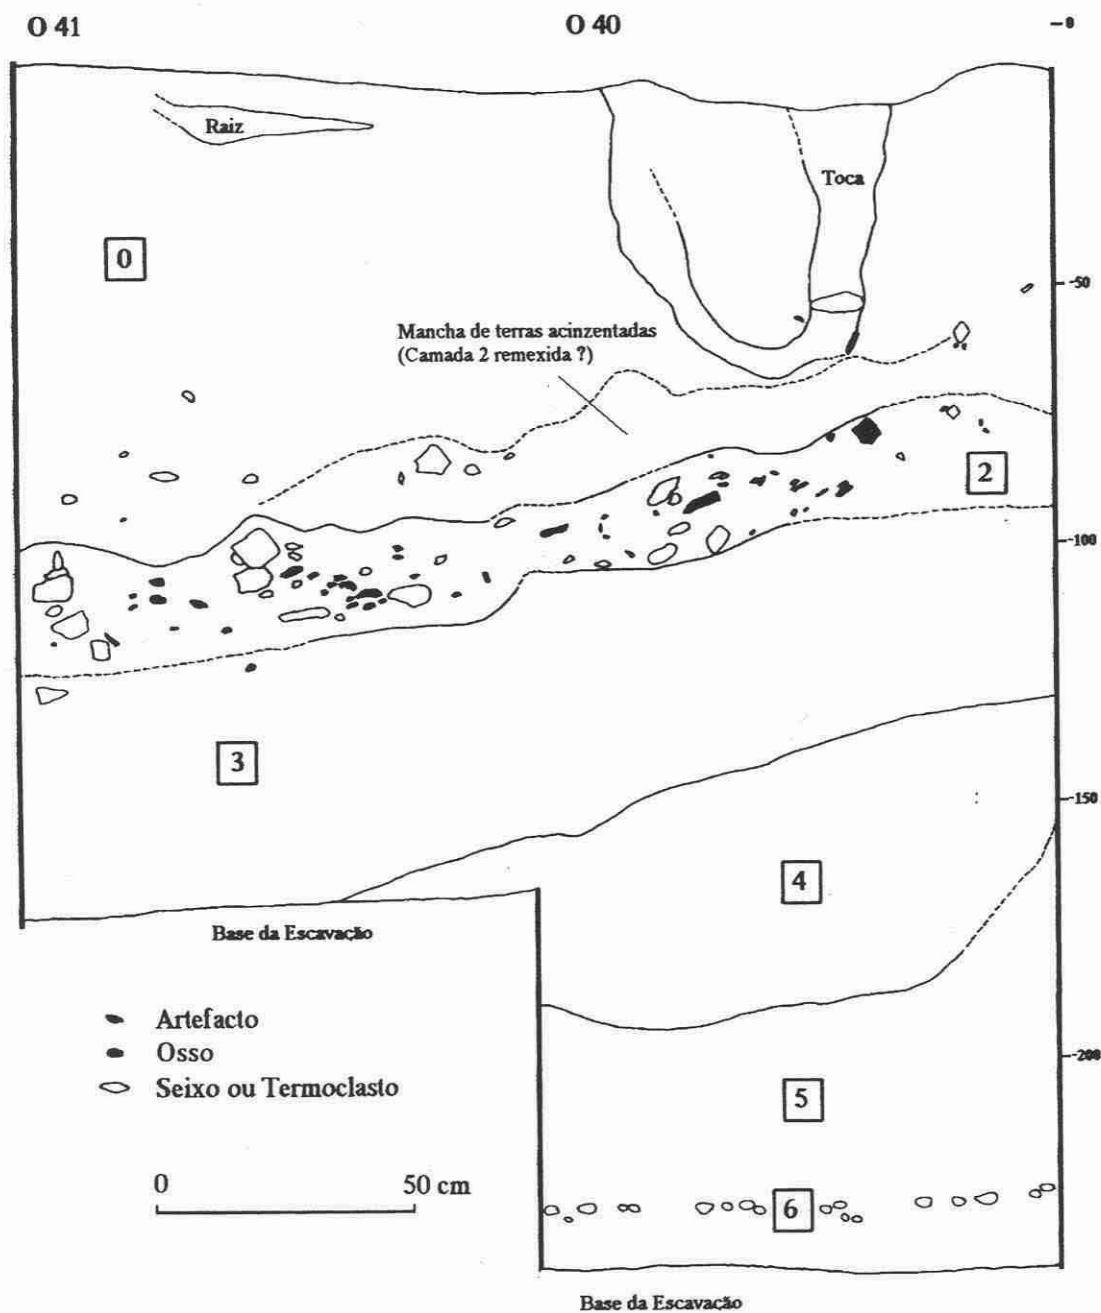 O 41
O 40
-0
Raiz
Toca
0
-50
Mancha de terras acinzentadas
(Camada 2 remexida ?)
2
-100
3
-150
4
Base da Escavação
Artefacto
Osso
Seixo ou Termoclasto
-200
5
0 50 cm
6
Base da Escavação